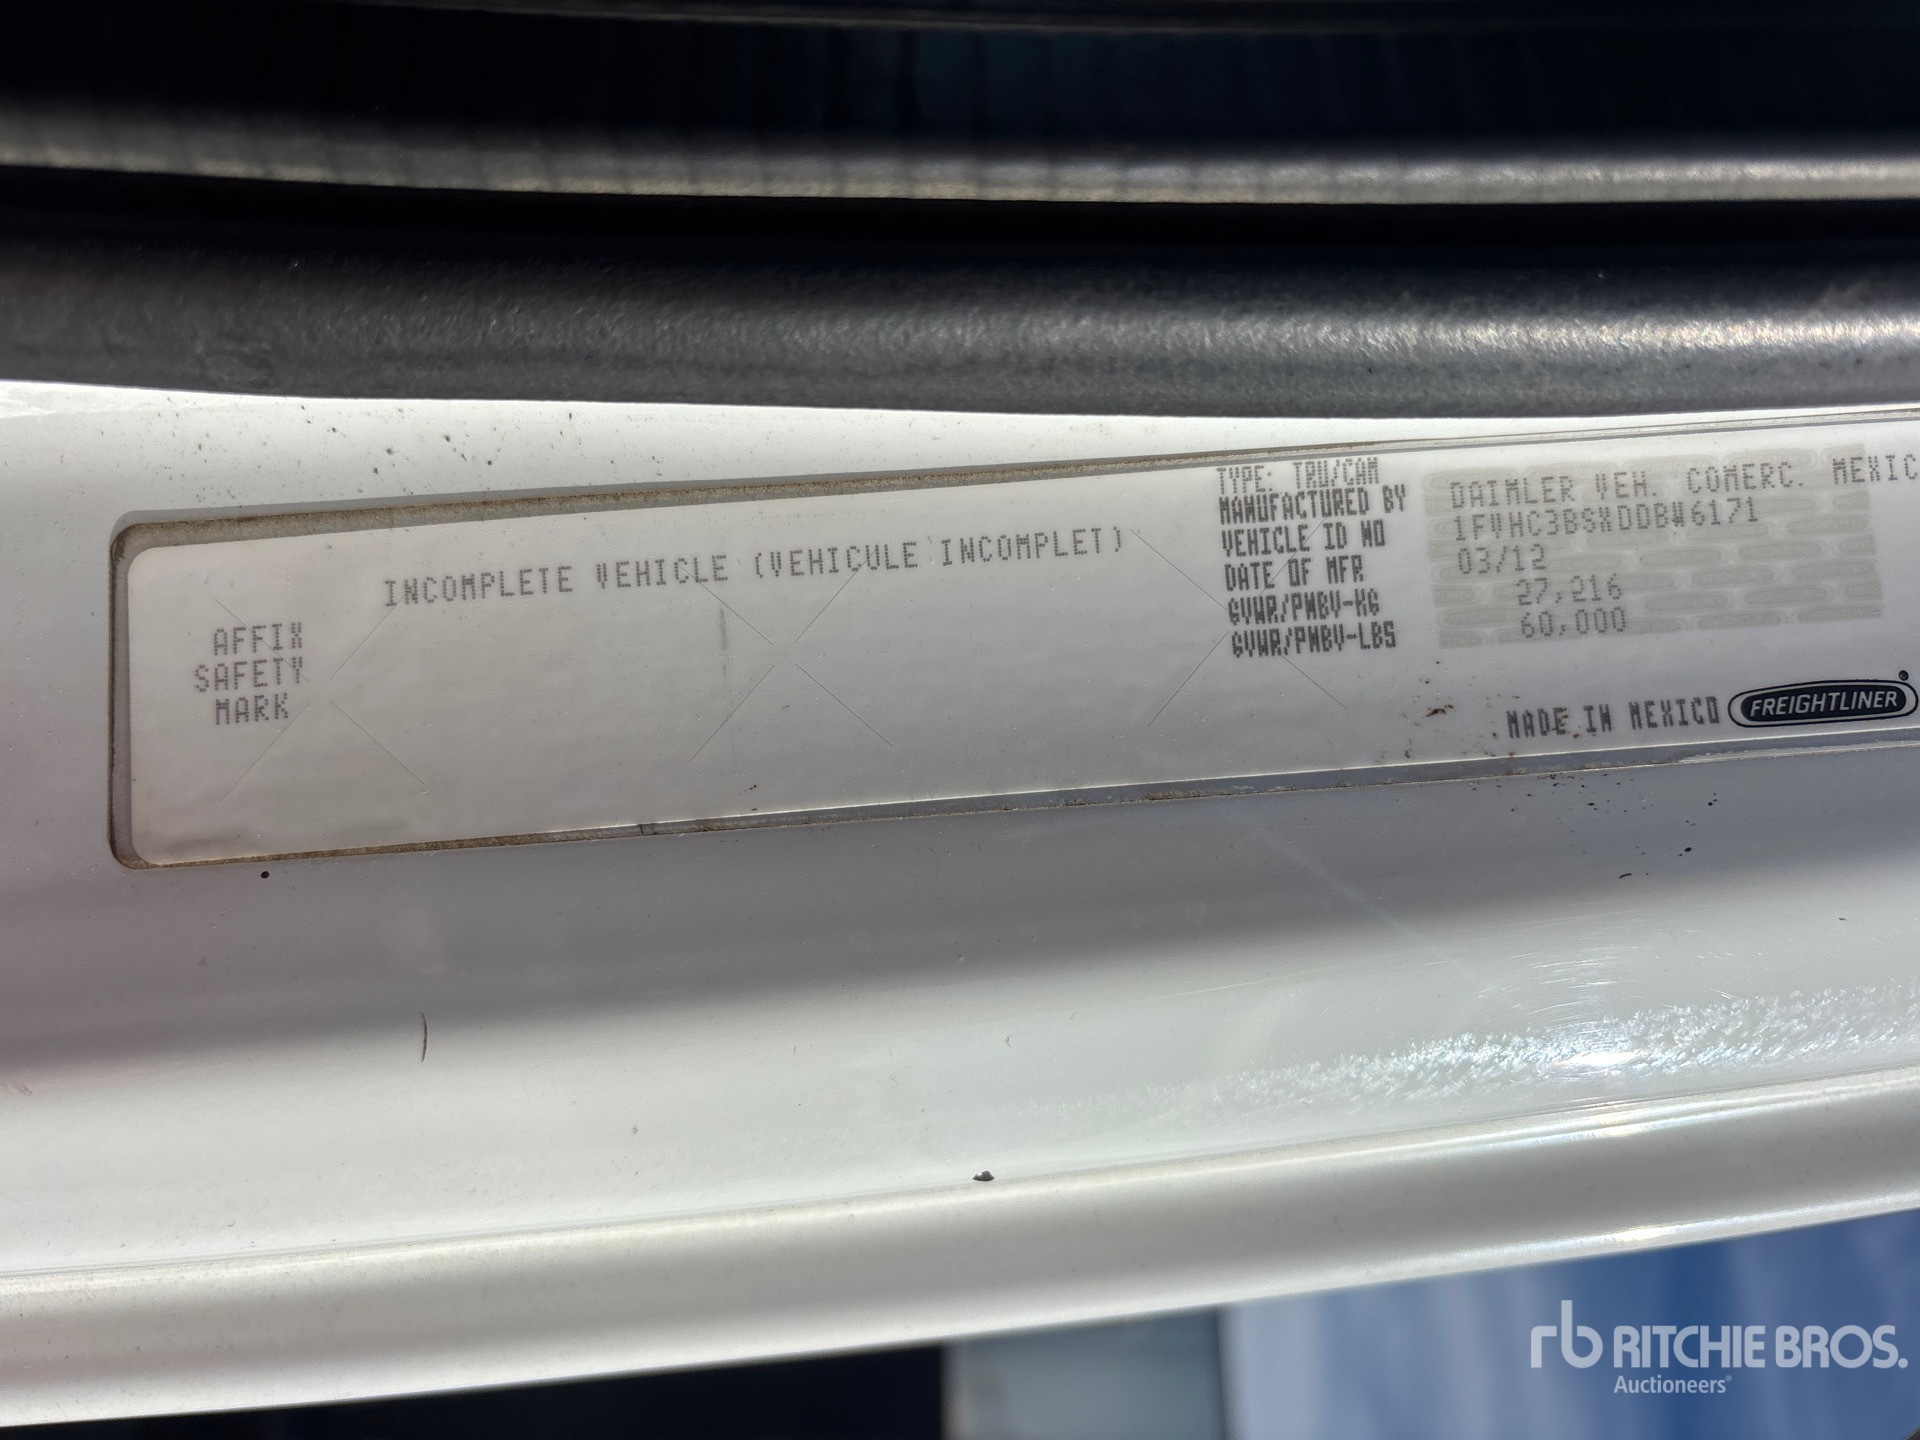 INCOMPLETE VEHICLE (VEHICULE INCOMPLET)
AFFIX
SAFETY
MARK
TYPE: TRU/CAM
MANUFACTURED BY DAIMLER VEH. COMERC. MEXIC
VEHICLE ID NO 1FVHC3BSXDDBW6171
DATE OF MFR 03/12
GVWR/PNBV-KG 27,216
GVWR/PNBV-LBS 60,000
MADE IN MEXICO FREIGHTLINER
rb RITCHIE BROS.
Auctioneers